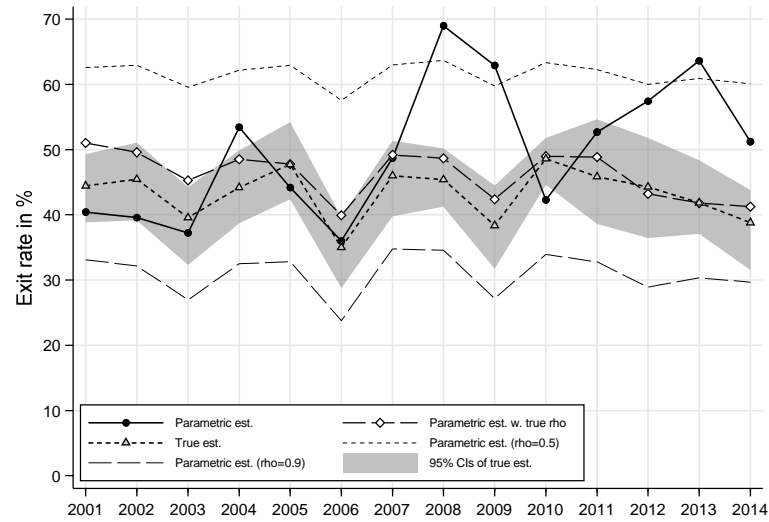 70
60
50
40
30
20
10
0
Exit rate in %
Parametric est.
Parametric est. w. true rho
True est.
Parametric est. (rho=0.5)
Parametric est. (rho=0.9)
95% CIs of true est.
2001 2002 2003 2004 2005 2006 2007 2008 2009 2010 2011 2012 2013 2014